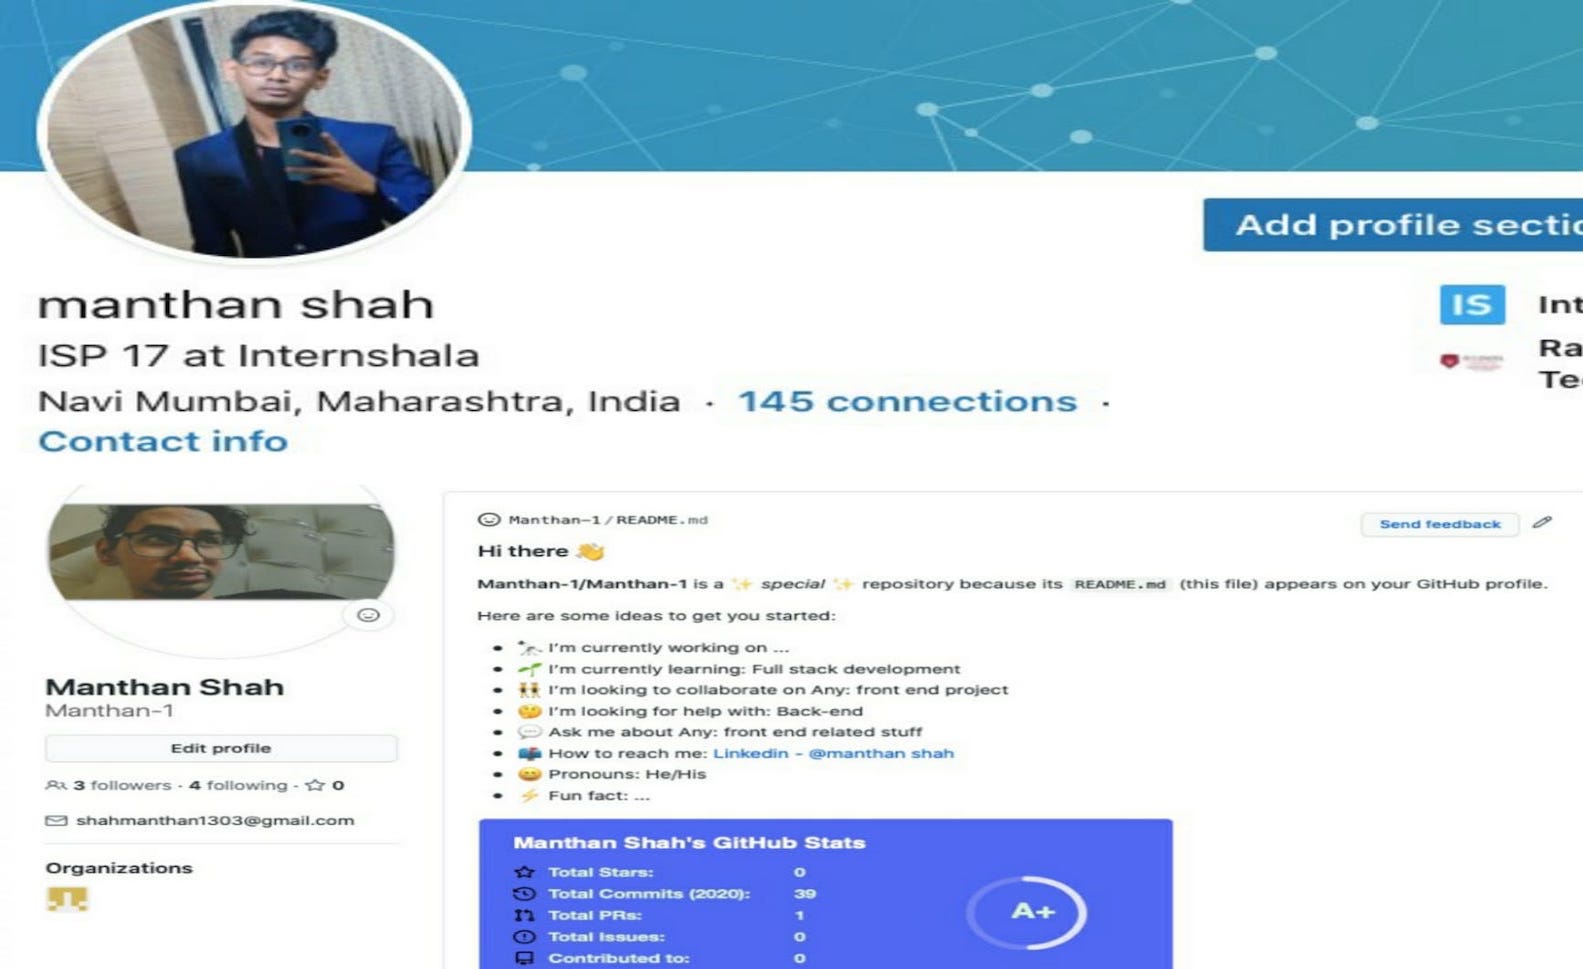 Add profile sectio
manthan shah
ISP 17 at Internshala
Navi Mumbai, Maharashtra, India · 145 connections ·
Contact info
IS Int
Ra
Te
Manthan-1/README.md
Send feedback
Hi there 👋
Manthan-1/Manthan-1 is a ✨ special ✨ repository because its README.md (this file) appears on your GitHub profile.
Here are some ideas to get you started:
• 🔭 I'm currently working on ...
• 🌱 I'm currently learning: Full stack development
• 👯 I'm looking to collaborate on Any: front end project
• 🤔 I'm looking for help with: Back-end
• 💬 Ask me about Any: front end related stuff
• 📫 How to reach me: Linkedin - @manthan shah
• 😄 Pronouns: He/His
• ⚡ Fun fact: ...
Manthan Shah
Manthan-1
Edit profile
3 followers · 4 following · 0
shahmanthan1303@gmail.com
Organizations
Manthan Shah's GitHub Stats
Total Stars: 0
Total Commits (2020): 39
Total PRs: 1
Total Issues: 0
Contributed to: 0
A+